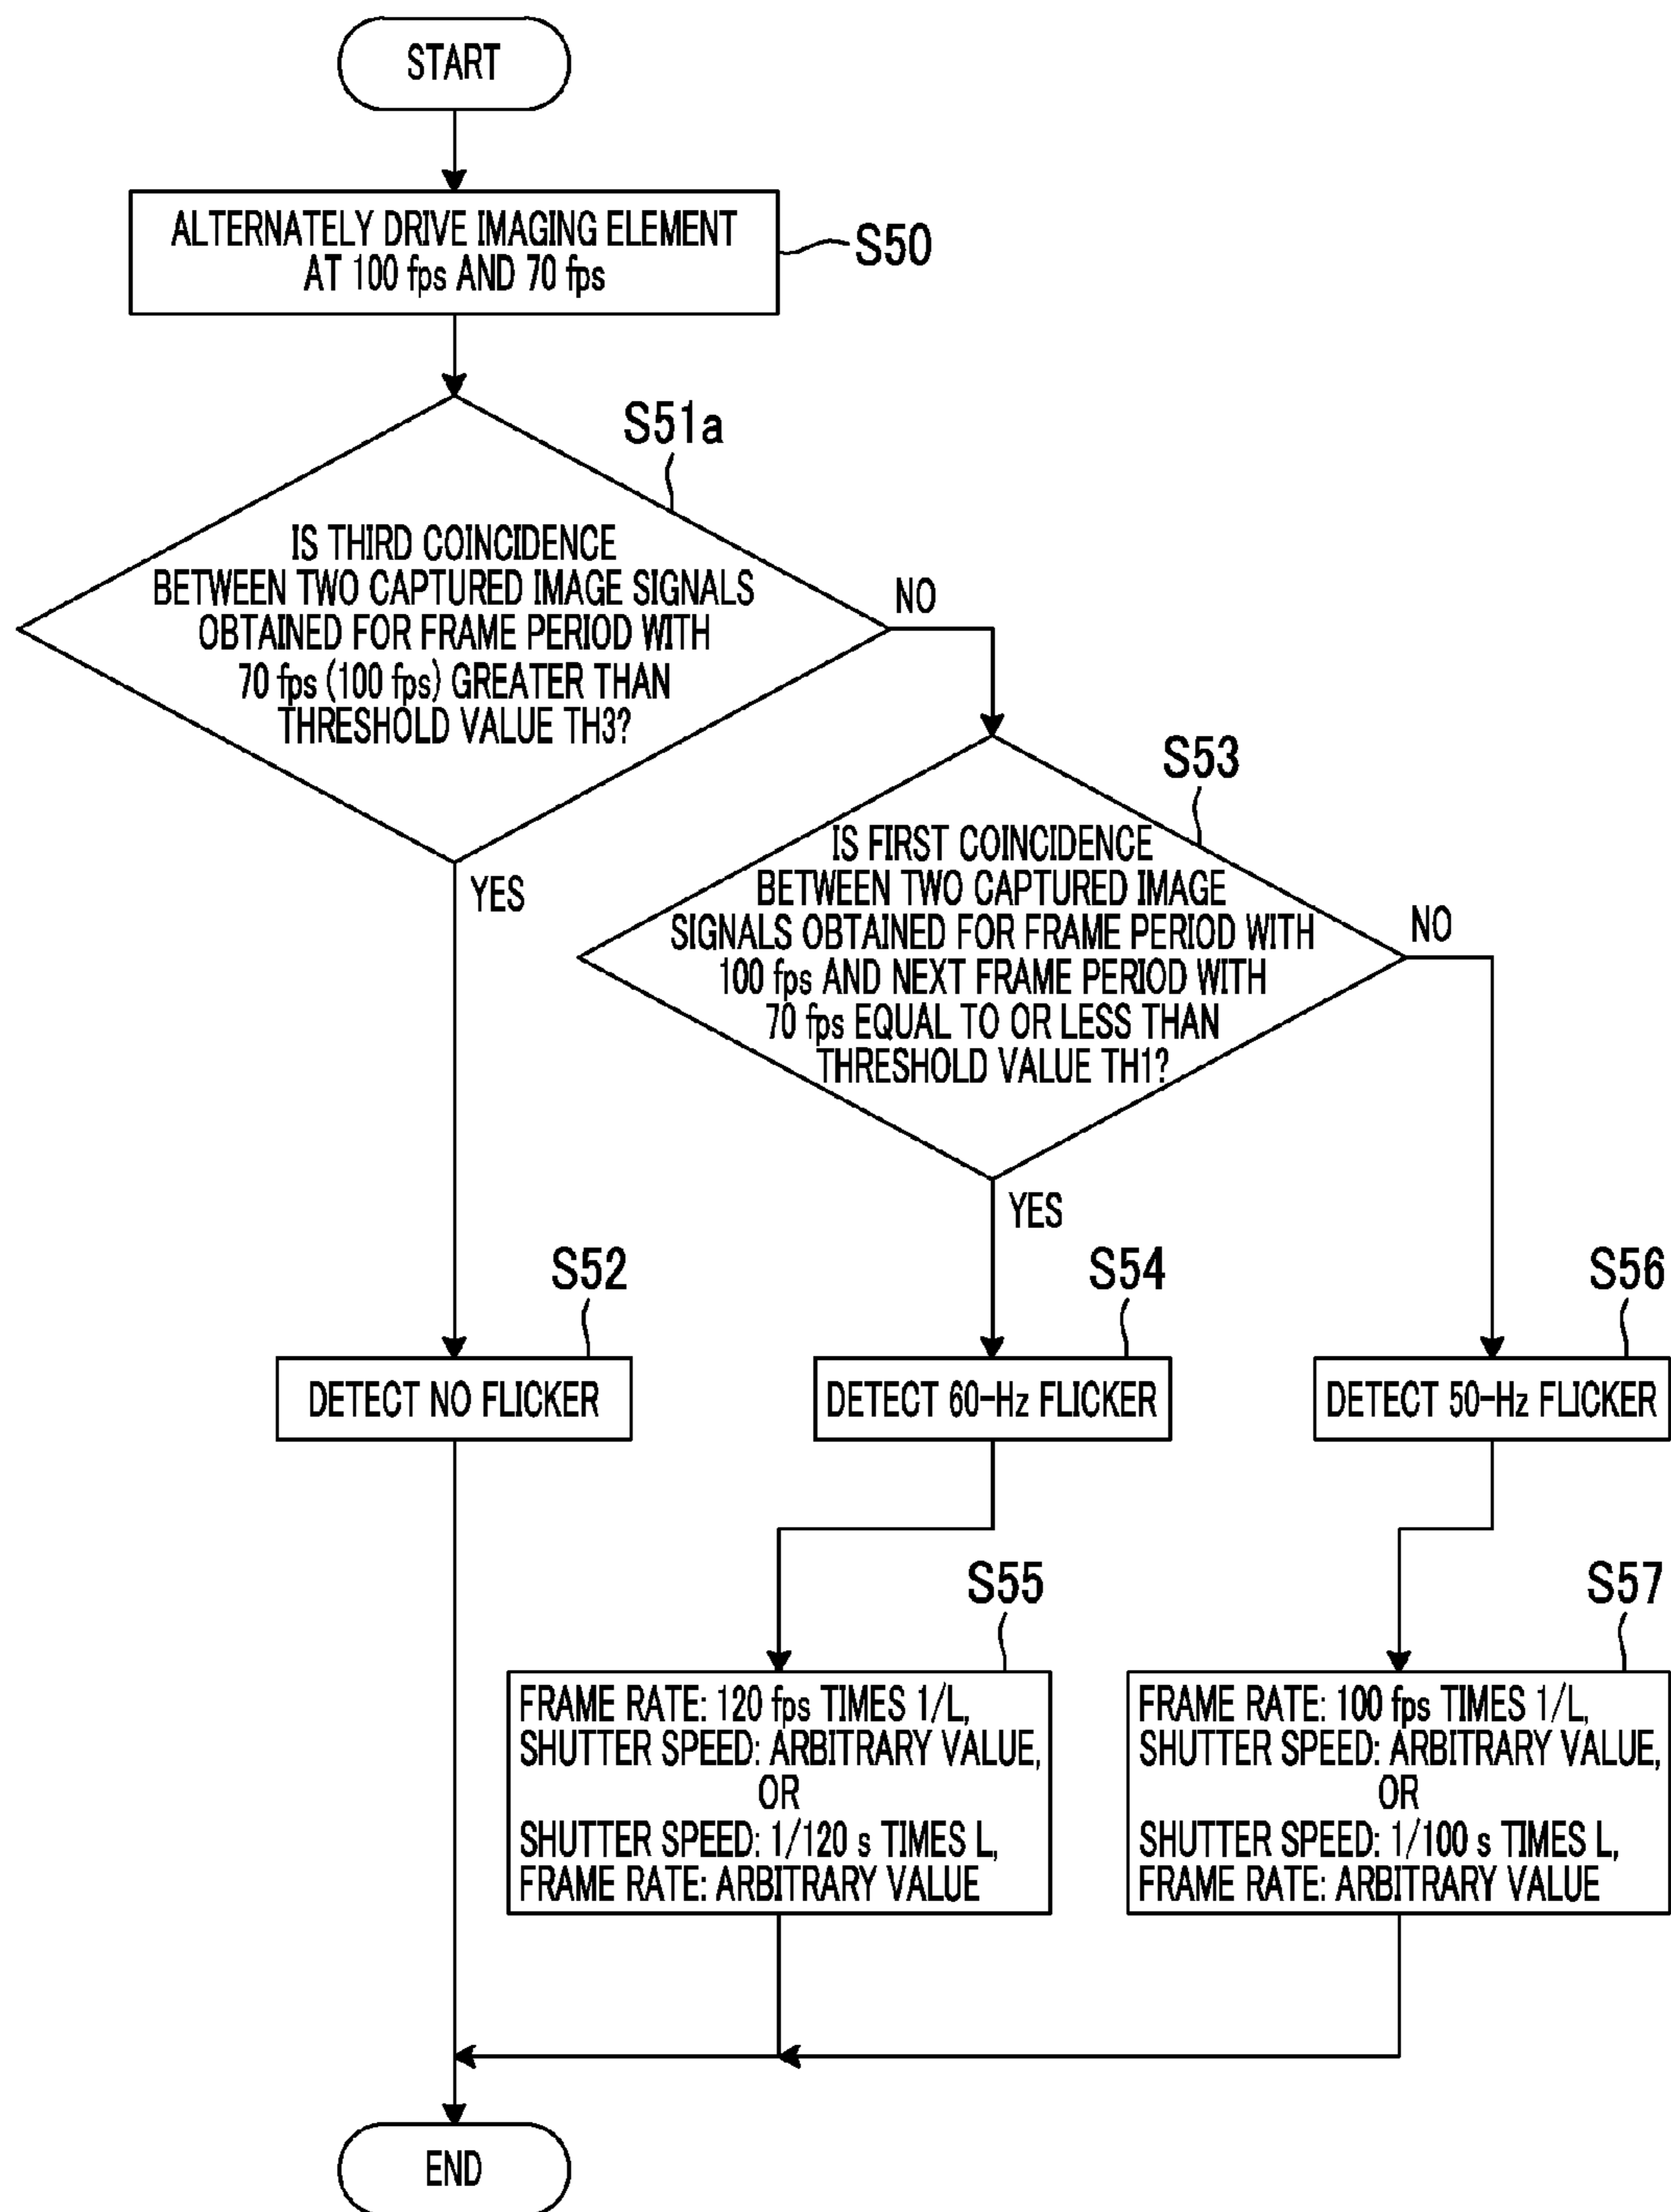 START
ALTERNATELY DRIVE IMAGING ELEMENT
AT 100 fps AND 70 fps
S50
S51a
IS THIRD COINCIDENCE
BETWEEN TWO CAPTURED IMAGE SIGNALS
OBTAINED FOR FRAME PERIOD WITH
70 fps (100 fps) GREATER THAN
THRESHOLD VALUE TH3?
NO
YES
S53
IS FIRST COINCIDENCE
BETWEEN TWO CAPTURED IMAGE
SIGNALS OBTAINED FOR FRAME PERIOD WITH
100 fps AND NEXT FRAME PERIOD WITH
70 fps EQUAL TO OR LESS THAN
THRESHOLD VALUE TH1?
NO
YES
S52
DETECT NO FLICKER
S54
DETECT 60-Hz FLICKER
S56
DETECT 50-Hz FLICKER
S55
FRAME RATE: 120 fps TIMES 1/L,
SHUTTER SPEED: ARBITRARY VALUE,
OR
SHUTTER SPEED: 1/120 s TIMES L,
FRAME RATE: ARBITRARY VALUE
S57
FRAME RATE: 100 fps TIMES 1/L,
SHUTTER SPEED: ARBITRARY VALUE,
OR
SHUTTER SPEED: 1/100 s TIMES L,
FRAME RATE: ARBITRARY VALUE
END